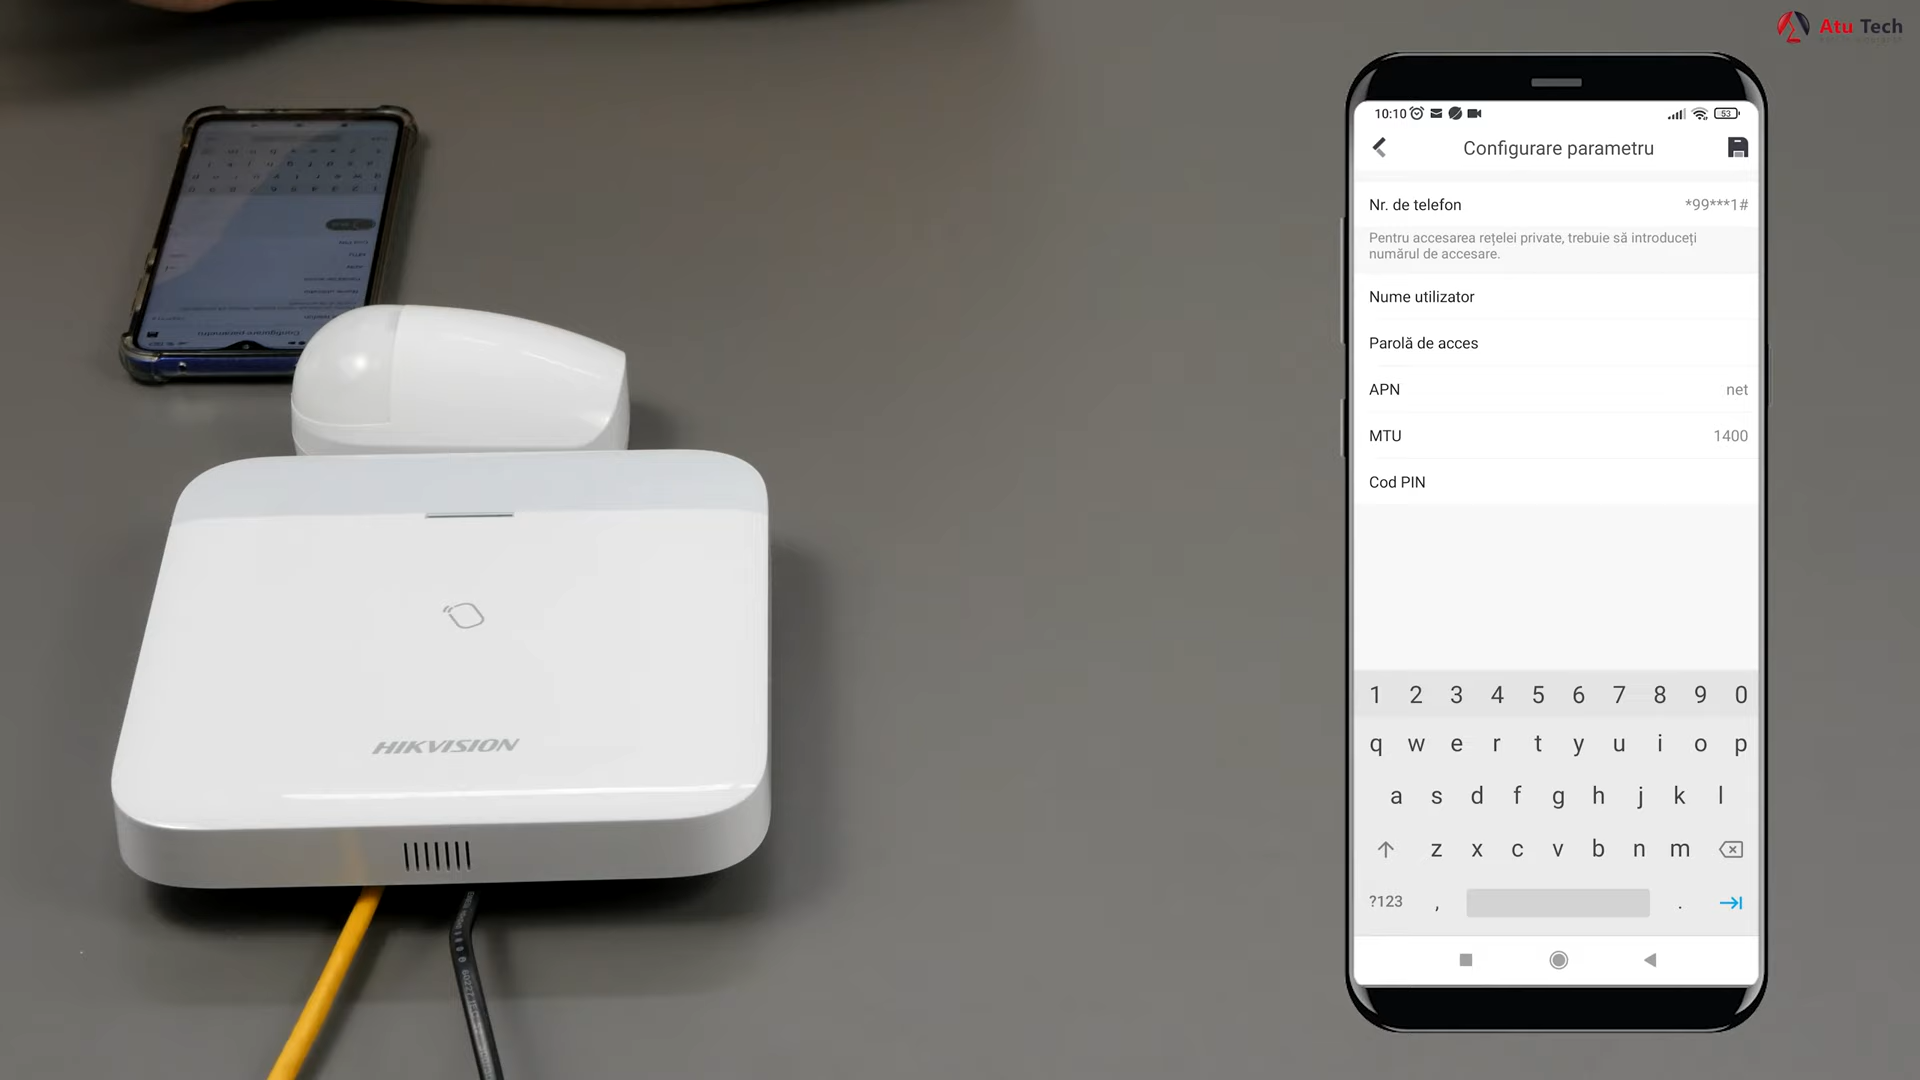 Atu Tech
10:10
53
Configurare parametru
Nr. de telefon *99***1#
Pentru accesarea rețelei private, trebuie să introduceți
numărul de accesare.
Nume utilizator
Parolă de acces
APN net
MTU 1400
Cod PIN
1 2 3 4 5 6 7 8 9 0
q w e r t y u i o p
a s d f g h j k l
z x c v b n m
?123 , .
HIKVISION